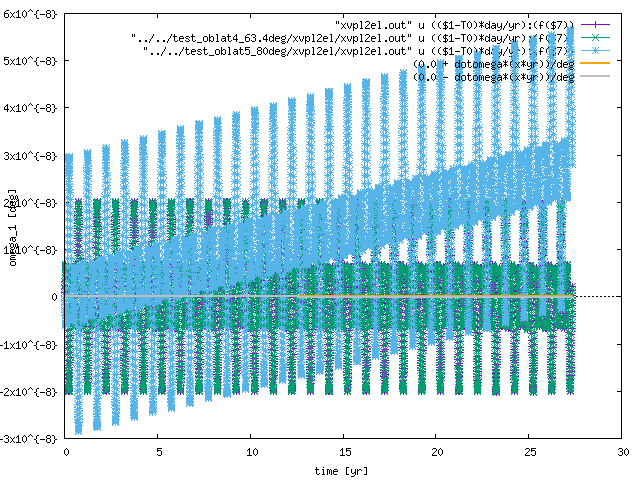 6x10^{-8}
5x10^{-8}
4x10^{-8}
3x10^{-8}
2x10^{-8}
1x10^{-8}
0
-1x10^{-8}
-2x10^{-8}
-3x10^{-8}
0 5 10 15 20 25 30
time [yr]
omega_1 [deg]
"xvpl2el.out" u (($1-T0)*day/yr):(f($7))
"../../test_oblat4_63.4deg/xvpl2el/xvpl2el.out" u (($1-T0)*day/yr):(f($7))
"../../test_oblat5_80deg/xvpl2el/xvpl2el.out" u (($1-T0)*day/yr):(f($7))
(0.0 + dotomega*(x*yr))/deg
(0.0 - dotomega*(x*yr))/deg